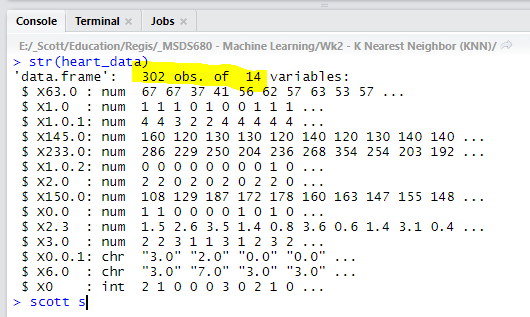 Console Terminal × Jobs ×
E:/_Scott/Education/Regis/_MSDS680 - Machine Learning/Wk2 - K Nearest Neighbor (KNN)/
> str(heart_data)
'data.frame':	302 obs. of  14 variables:
 $ X63.0 : num  67 67 37 41 56 62 57 63 53 57 ...
 $ X1.0  : num  1 1 1 0 1 0 0 1 1 1 ...
 $ X1.0.1: num  4 4 3 2 2 4 4 4 4 4 ...
 $ X145.0: num  160 120 130 130 120 140 120 130 140 140 ...
 $ X233.0: num  286 229 250 204 236 268 354 254 203 192 ...
 $ X1.0.2: num  0 0 0 0 0 0 0 0 1 0 ...
 $ X2.0  : num  2 2 0 2 0 2 0 2 2 0 ...
 $ X150.0: num  108 129 187 172 178 160 163 147 155 148 ...
 $ X0.0  : num  1 1 0 0 0 0 1 0 1 0 ...
 $ X2.3  : num  1.5 2.6 3.5 1.4 0.8 3.6 0.6 1.4 3.1 0.4 ...
 $ X3.0  : num  2 2 3 1 1 3 1 2 3 2 ...
 $ X0.0.1: chr  "3.0" "2.0" "0.0" "0.0" ...
 $ X6.0  : chr  "3.0" "7.0" "3.0" "3.0" ...
 $ X0    : int  2 1 0 0 0 3 0 2 1 0 ...
> scott s